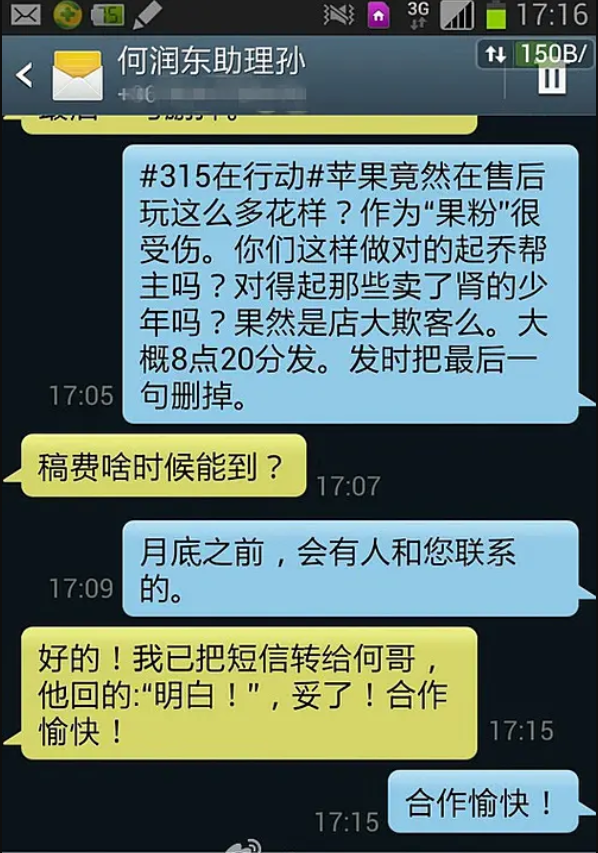 3G
17:16
何润东助理孙
150B/
#315在行动#苹果竟然在售后
玩这么多花样？作为“果粉”很
受伤。你们这样做对的起乔帮
主吗？对得起那些卖了肾的少
年吗？果然是店大欺客么。大
概8点20分发。发时把最后一
句删掉。
17:05
稿费啥时候能到？
17:07
月底之前，会有人和您联系
的。
17:09
好的！我已把短信转给何哥，
他回的:“明白！”，妥了！合作
愉快！
17:15
合作愉快！
17:15